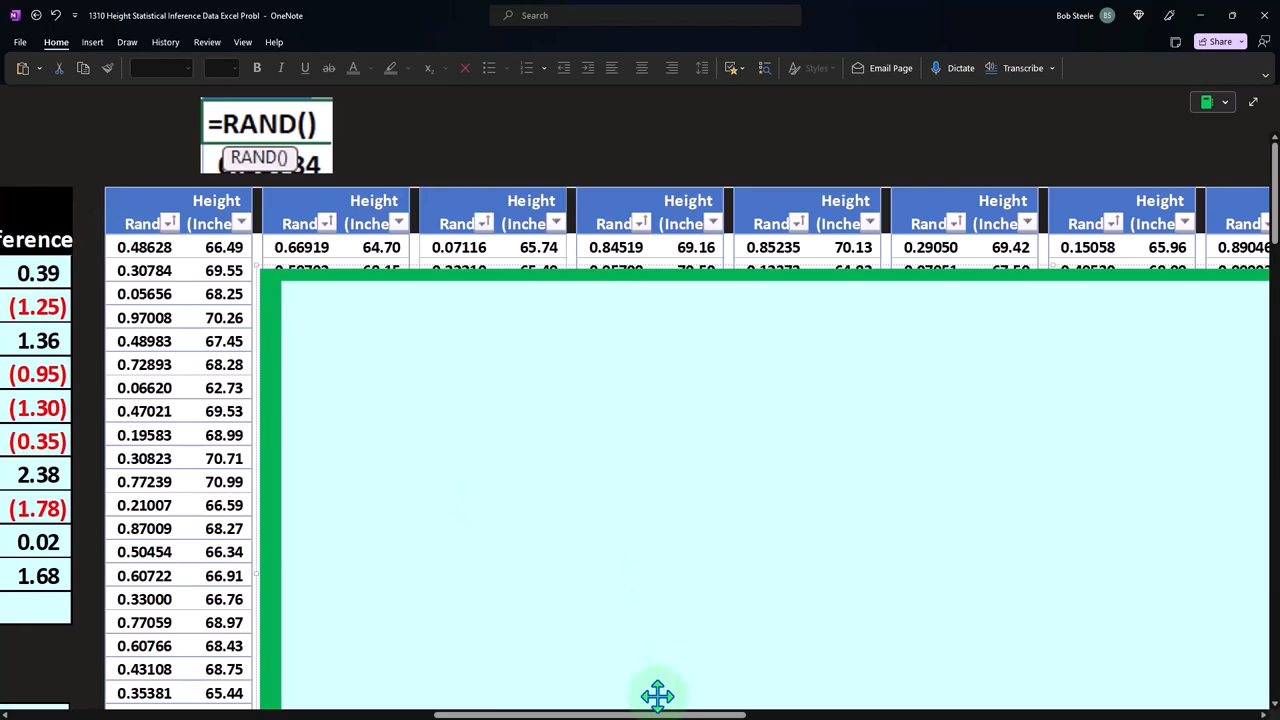 1310 Height Statistical Inference Data Excel Probl - OneNote
Search
Bob Steele BS
File Home Insert Draw History Review View Help
Share
Styles Email Page Dictate Transcribe
=RAND()
RAND()
Height Height Height Height Height Height Height
Rand (Inche Rand (Inche Rand (Inche Rand (Inche Rand (Inche Rand (Inche Rand (Inche Rand
ference
0.48628 66.49 0.66919 64.70 0.07116 65.74 0.84519 69.16 0.85235 70.13 0.29050 69.42 0.15058 65.96 0.89046
0.39 0.30784 69.55
0.05656 68.25
(1.25) 0.97008 70.26
1.36 0.48983 67.45
(0.95) 0.72893 68.28
0.06620 62.73
(1.30) 0.47021 69.53
(0.35) 0.19583 68.99
0.30823 70.71
2.38 0.77239 70.99
(1.78) 0.21007 66.59
0.87009 68.27
0.02 0.50454 66.34
1.68 0.60722 66.91
0.33000 66.76
0.77059 68.97
0.60766 68.43
0.43108 68.75
0.35381 65.44